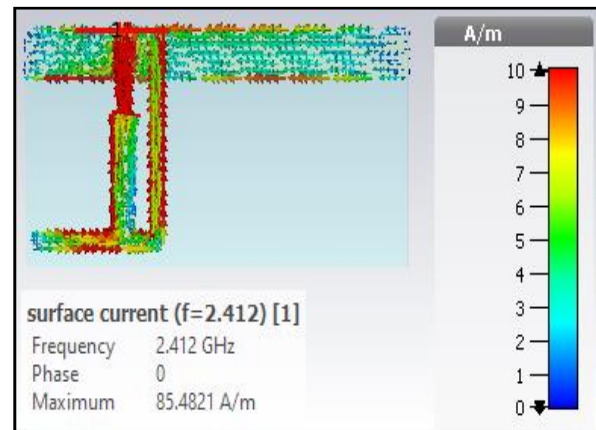 1
A/m
10
9
8
7
6
5
4
3
2
1
0
surface current (f=2.412) [1]
Frequency 2.412 GHz
Phase 0
Maximum 85.4821 A/m